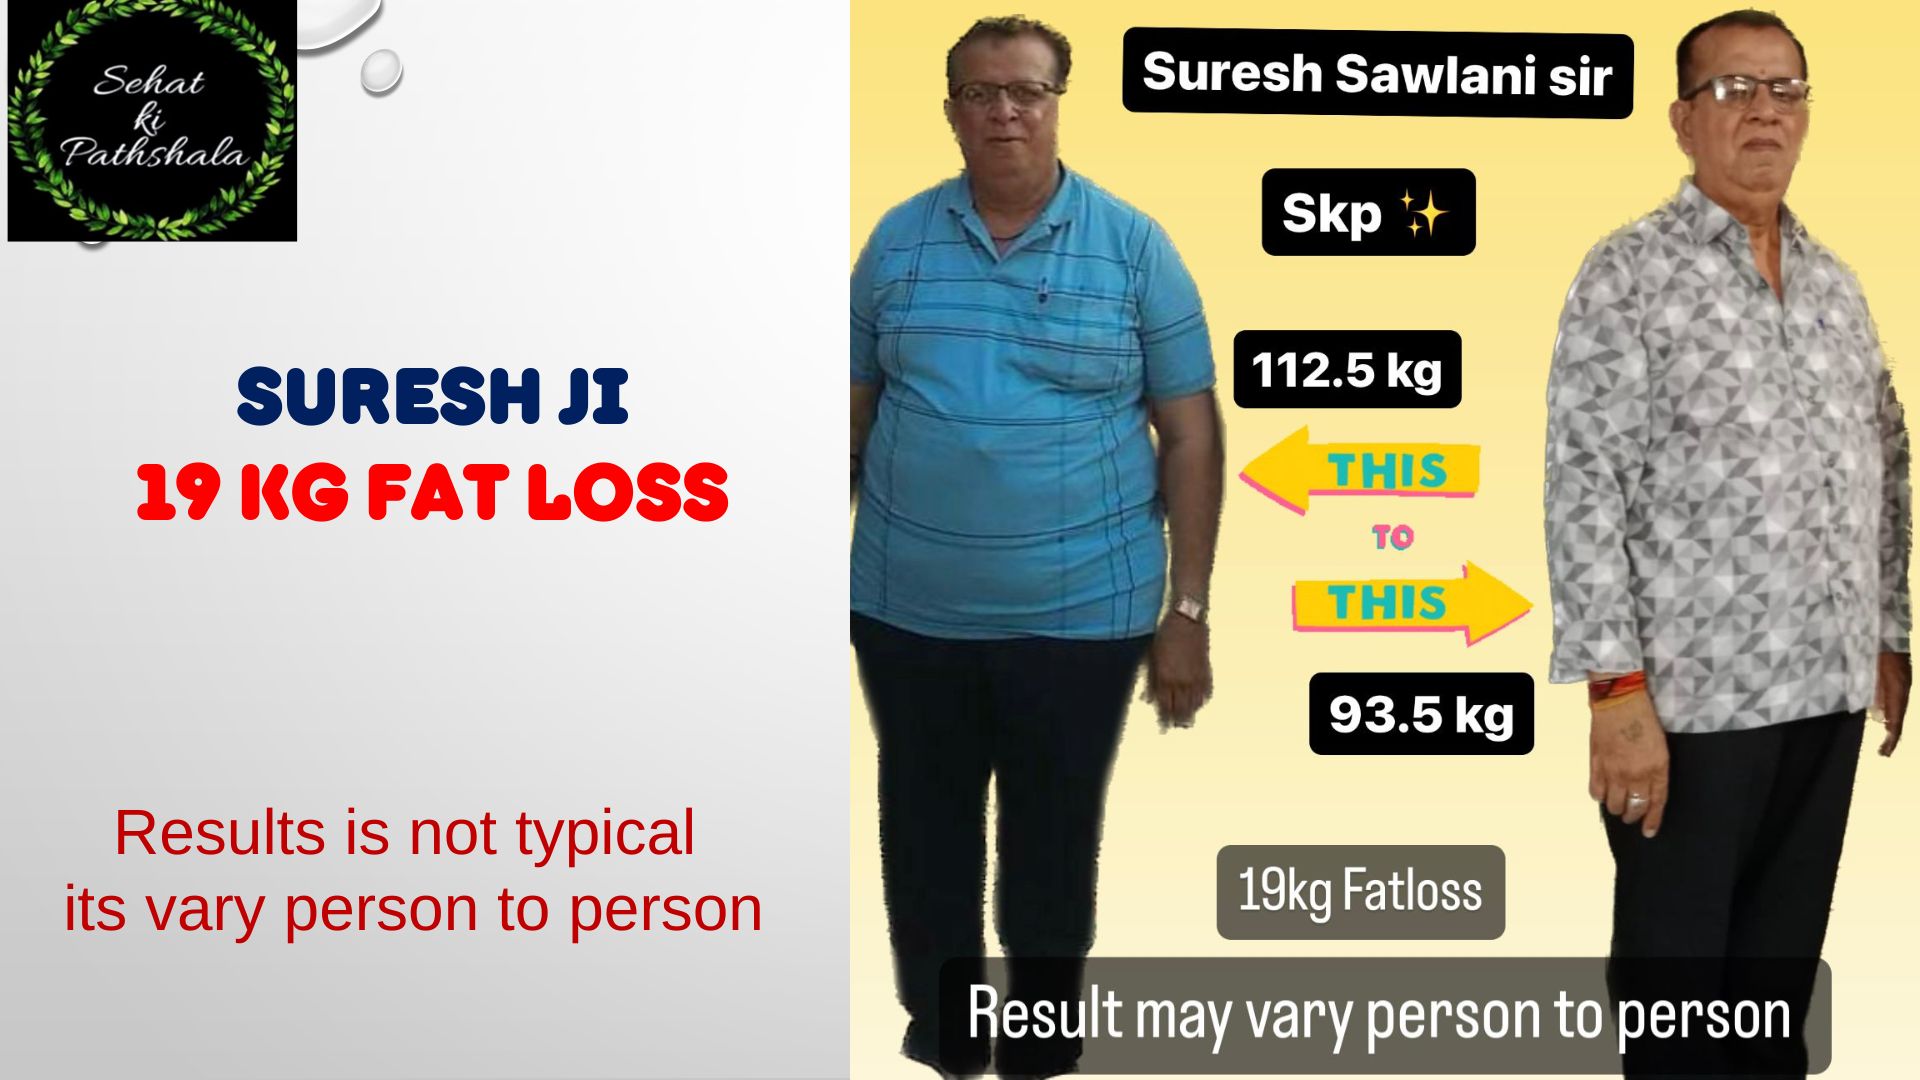 Sehat
ki
Pathshala
SURESH JI
19 KG FAT LOSS
Results is not typical
its vary person to person
Suresh Sawlani sir
Skp ✨
112.5 kg
THIS
TO
THIS
93.5 kg
19kg Fatloss
Result may vary person to person